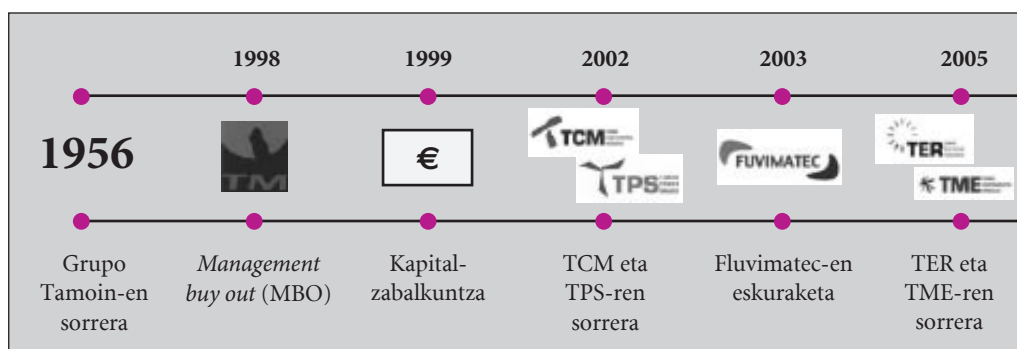 1998
1999
2002
2003
2005
1956
TM
€
TCM
TPS
FUVIMATEC
TER
TME
Grupo
Tamoin-en
sorrera
Management
buy out (MBO)
Kapital-
zabalkuntza
TCM eta
TPS-ren
sorrera
Fluvimatec-en
eskuraketa
TER eta
TME-ren
sorrera